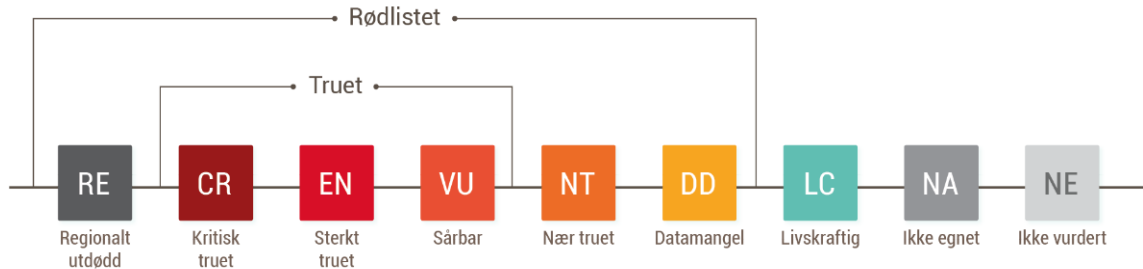 Rødlistet
Truet
RE
CR
EN
VU
NT
DD
LC
NA
NE
Regionalt
utdødd
Kritisk
truet
Sterkt
truet
Sårbar
Nær truet
Datamangel
Livskraftig
Ikke egnet
Ikke vurdert